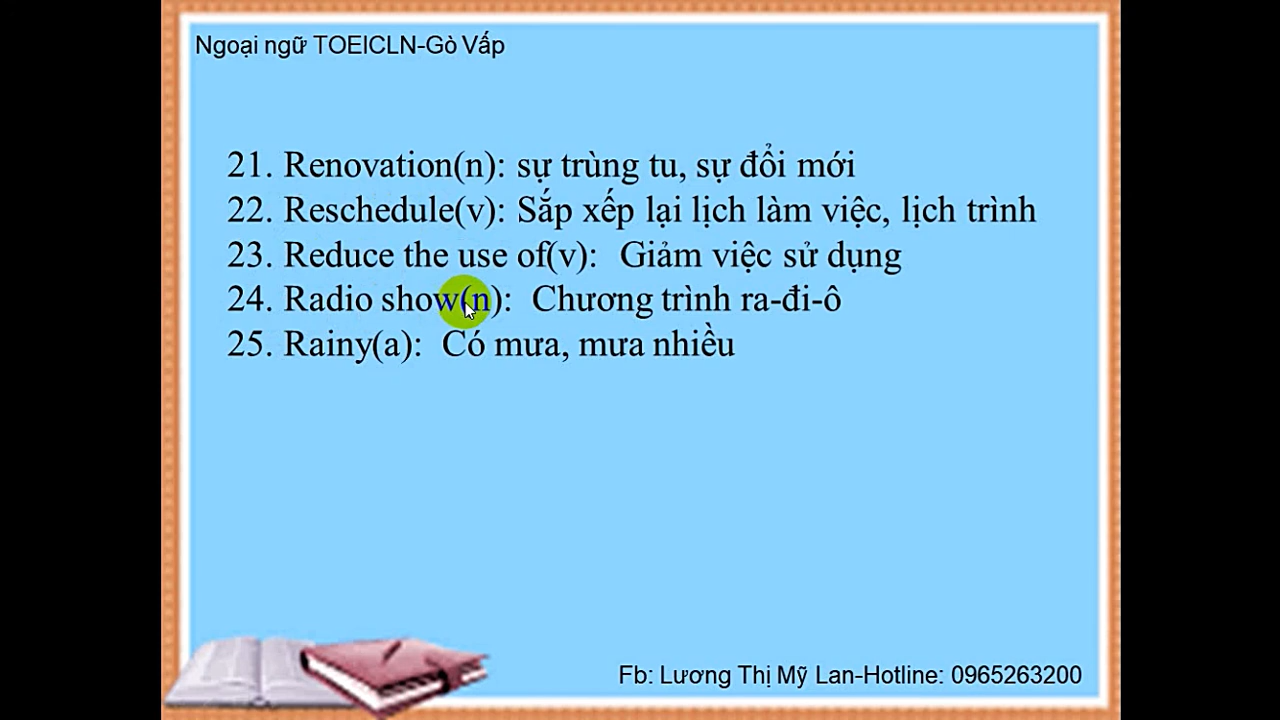 Ngoại ngữ TOEICLN-Gò Vấp
21. Renovation(n): sự trùng tu, sự đổi mới
22. Reschedule(v): Sắp xếp lại lịch làm việc, lịch trình
23. Reduce the use of(v): Giảm việc sử dụng
24. Radio show(n): Chương trình ra-đi-ô
25. Rainy(a): Có mưa, mưa nhiều
Fb: Lương Thị Mỹ Lan-Hotline: 0965263200